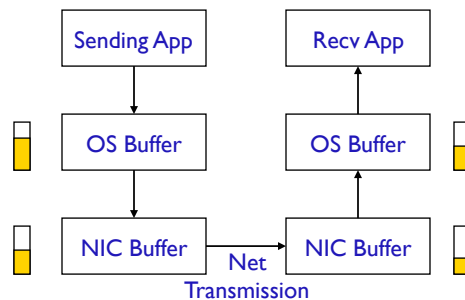 Sending App
Recv App
OS Buffer
OS Buffer
NIC Buffer
NIC Buffer
Net
Transmission